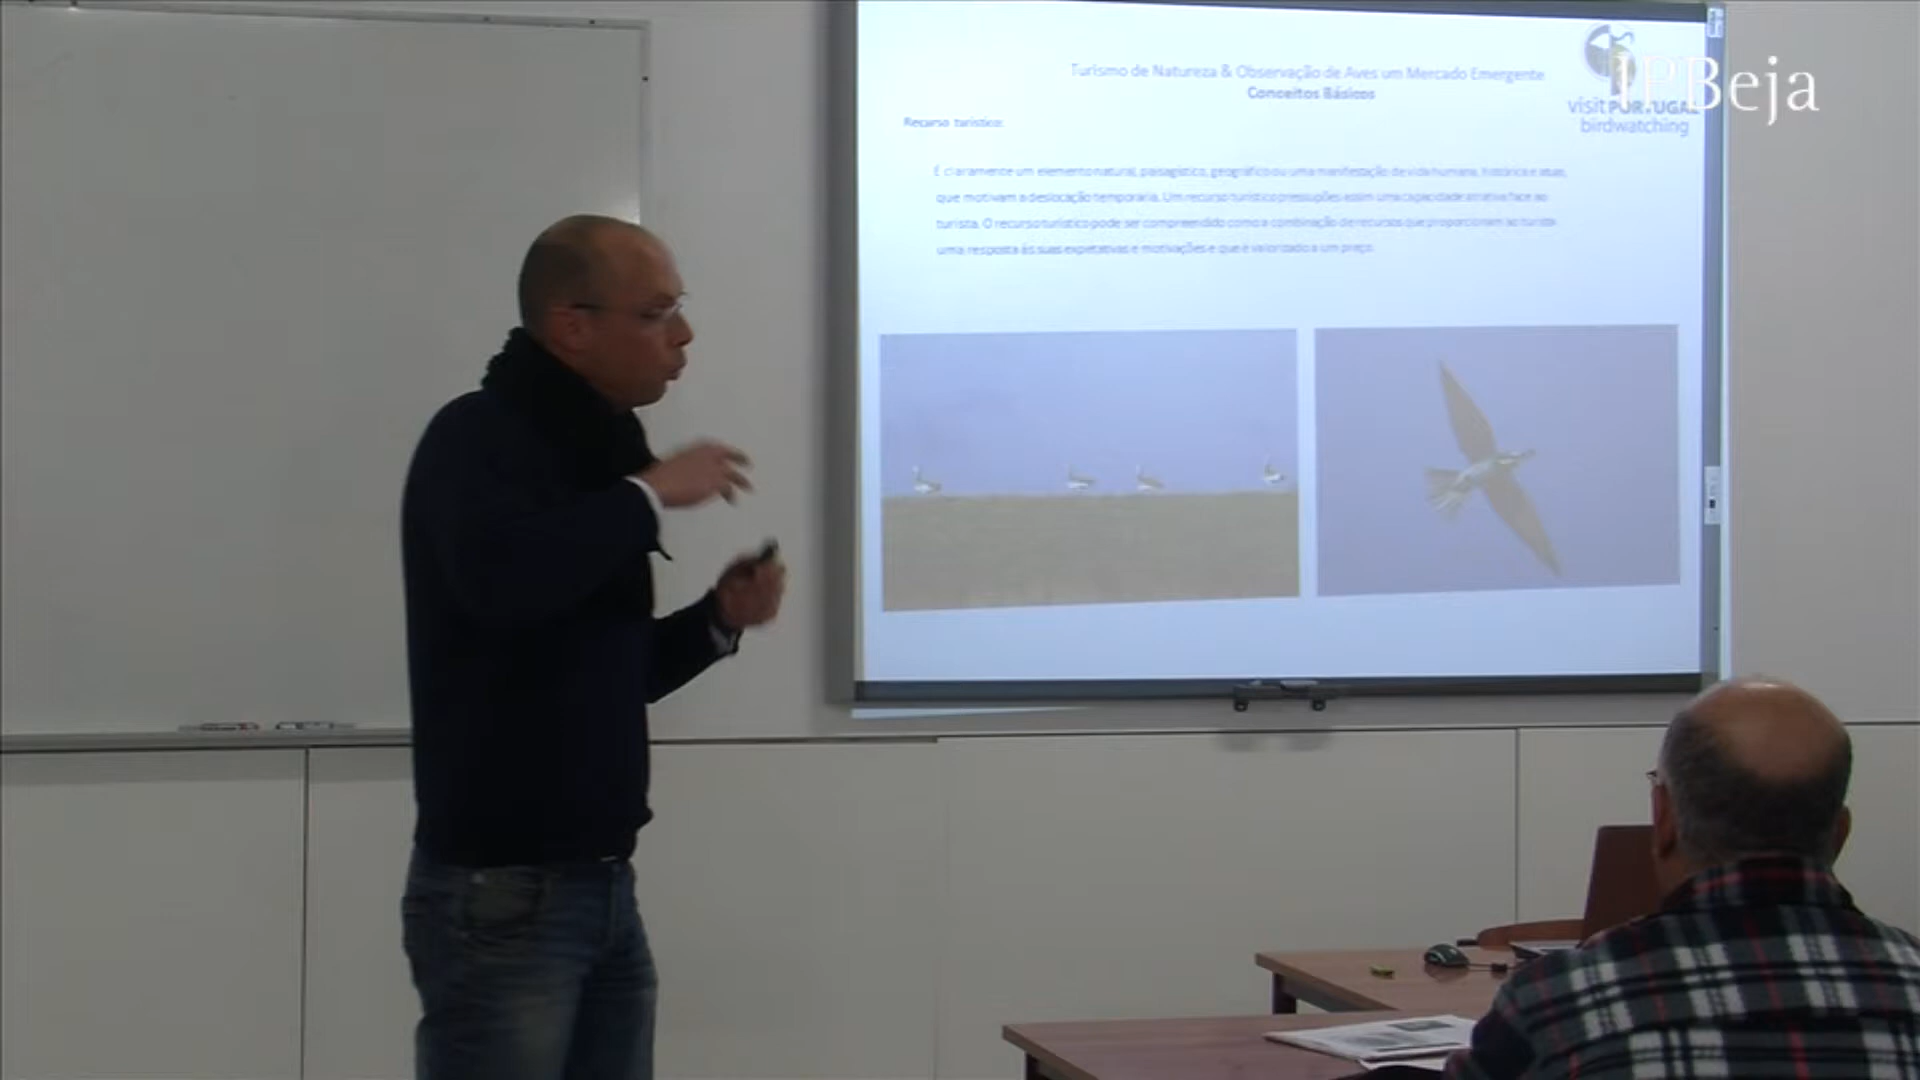 Turismo de Natureza & Observação de Aves um Mercado Emergente
Conceitos Básicos
IPBeja
visitPORTUGAL
birdwatching
Recurso turístico:
É claramente um elemento natural, paisagístico, geográfico ou uma manifestação de vida humana, histórica e atual,
que motivam a deslocação temporária. Um recurso turístico pressupões assim uma capacidade atrativa face ao
turista. O recurso turístico pode ser compreendido como a combinação de recursos que proporcionam ao turista
uma resposta às suas expetativas e motivações e que é valorizado a um preço.